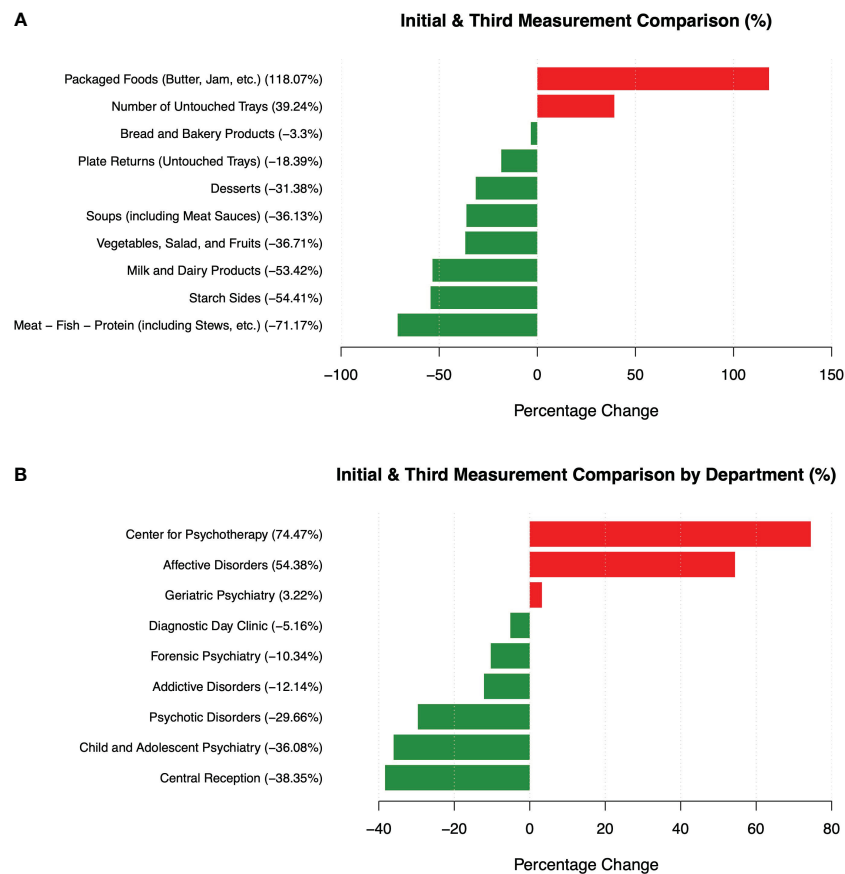 A
Initial & Third Measurement Comparison (%)
Packaged Foods (Butter, Jam, etc.) (118.07%)
Number of Untouched Trays (39.24%)
Bread and Bakery Products (−3.3%)
Plate Returns (Untouched Trays) (−18.39%)
Desserts (−31.38%)
Soups (including Meat Sauces) (−36.13%)
Vegetables, Salad, and Fruits (−36.71%)
Milk and Dairy Products (−53.42%)
Starch Sides (−54.41%)
Meat − Fish − Protein (including Stews, etc.) (−71.17%)
−100 −50 0 50 100 150
Percentage Change
B
Initial & Third Measurement Comparison by Department (%)
Center for Psychotherapy (74.47%)
Affective Disorders (54.38%)
Geriatric Psychiatry (3.22%)
Diagnostic Day Clinic (−5.16%)
Forensic Psychiatry (−10.34%)
Addictive Disorders (−12.14%)
Psychotic Disorders (−29.66%)
Child and Adolescent Psychiatry (−36.08%)
Central Reception (−38.35%)
−40 −20 0 20 40 60 80
Percentage Change